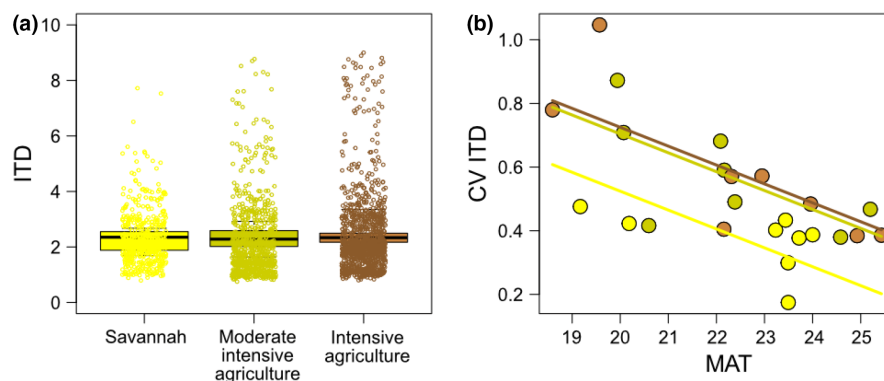 (a)
ITD
10
8
6
4
2
0
Savannah
Moderate
intensive
agriculture
Intensive
agriculture
(b)
CV ITD
1.0
0.8
0.6
0.4
0.2
19 20 21 22 23 24 25
MAT